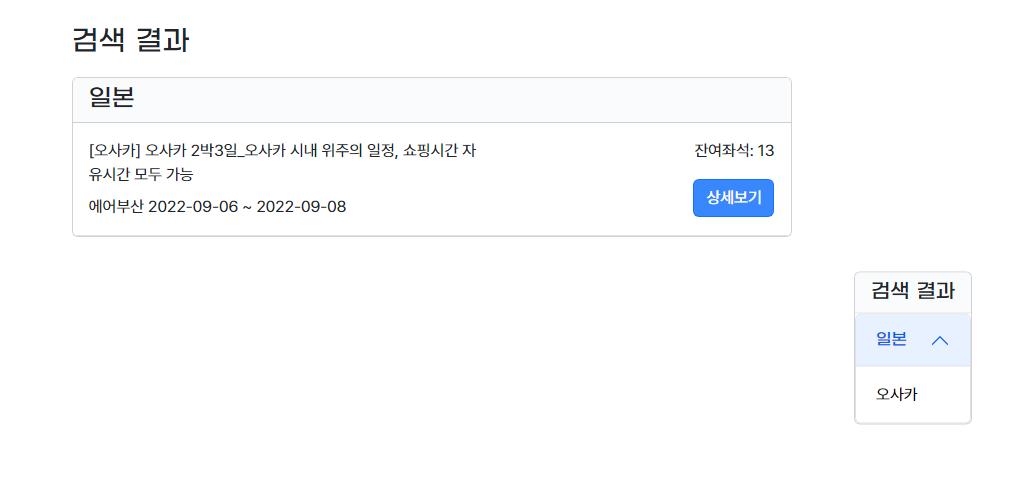 검색 결과
일본
[오사카] 오사카 2박3일_오사카 시내 위주의 일정, 쇼핑시간 자
유시간 모두 가능
잔여좌석: 13
에어부산 2022-09-06 ~ 2022-09-08
상세보기
검색 결과
일본
오사카